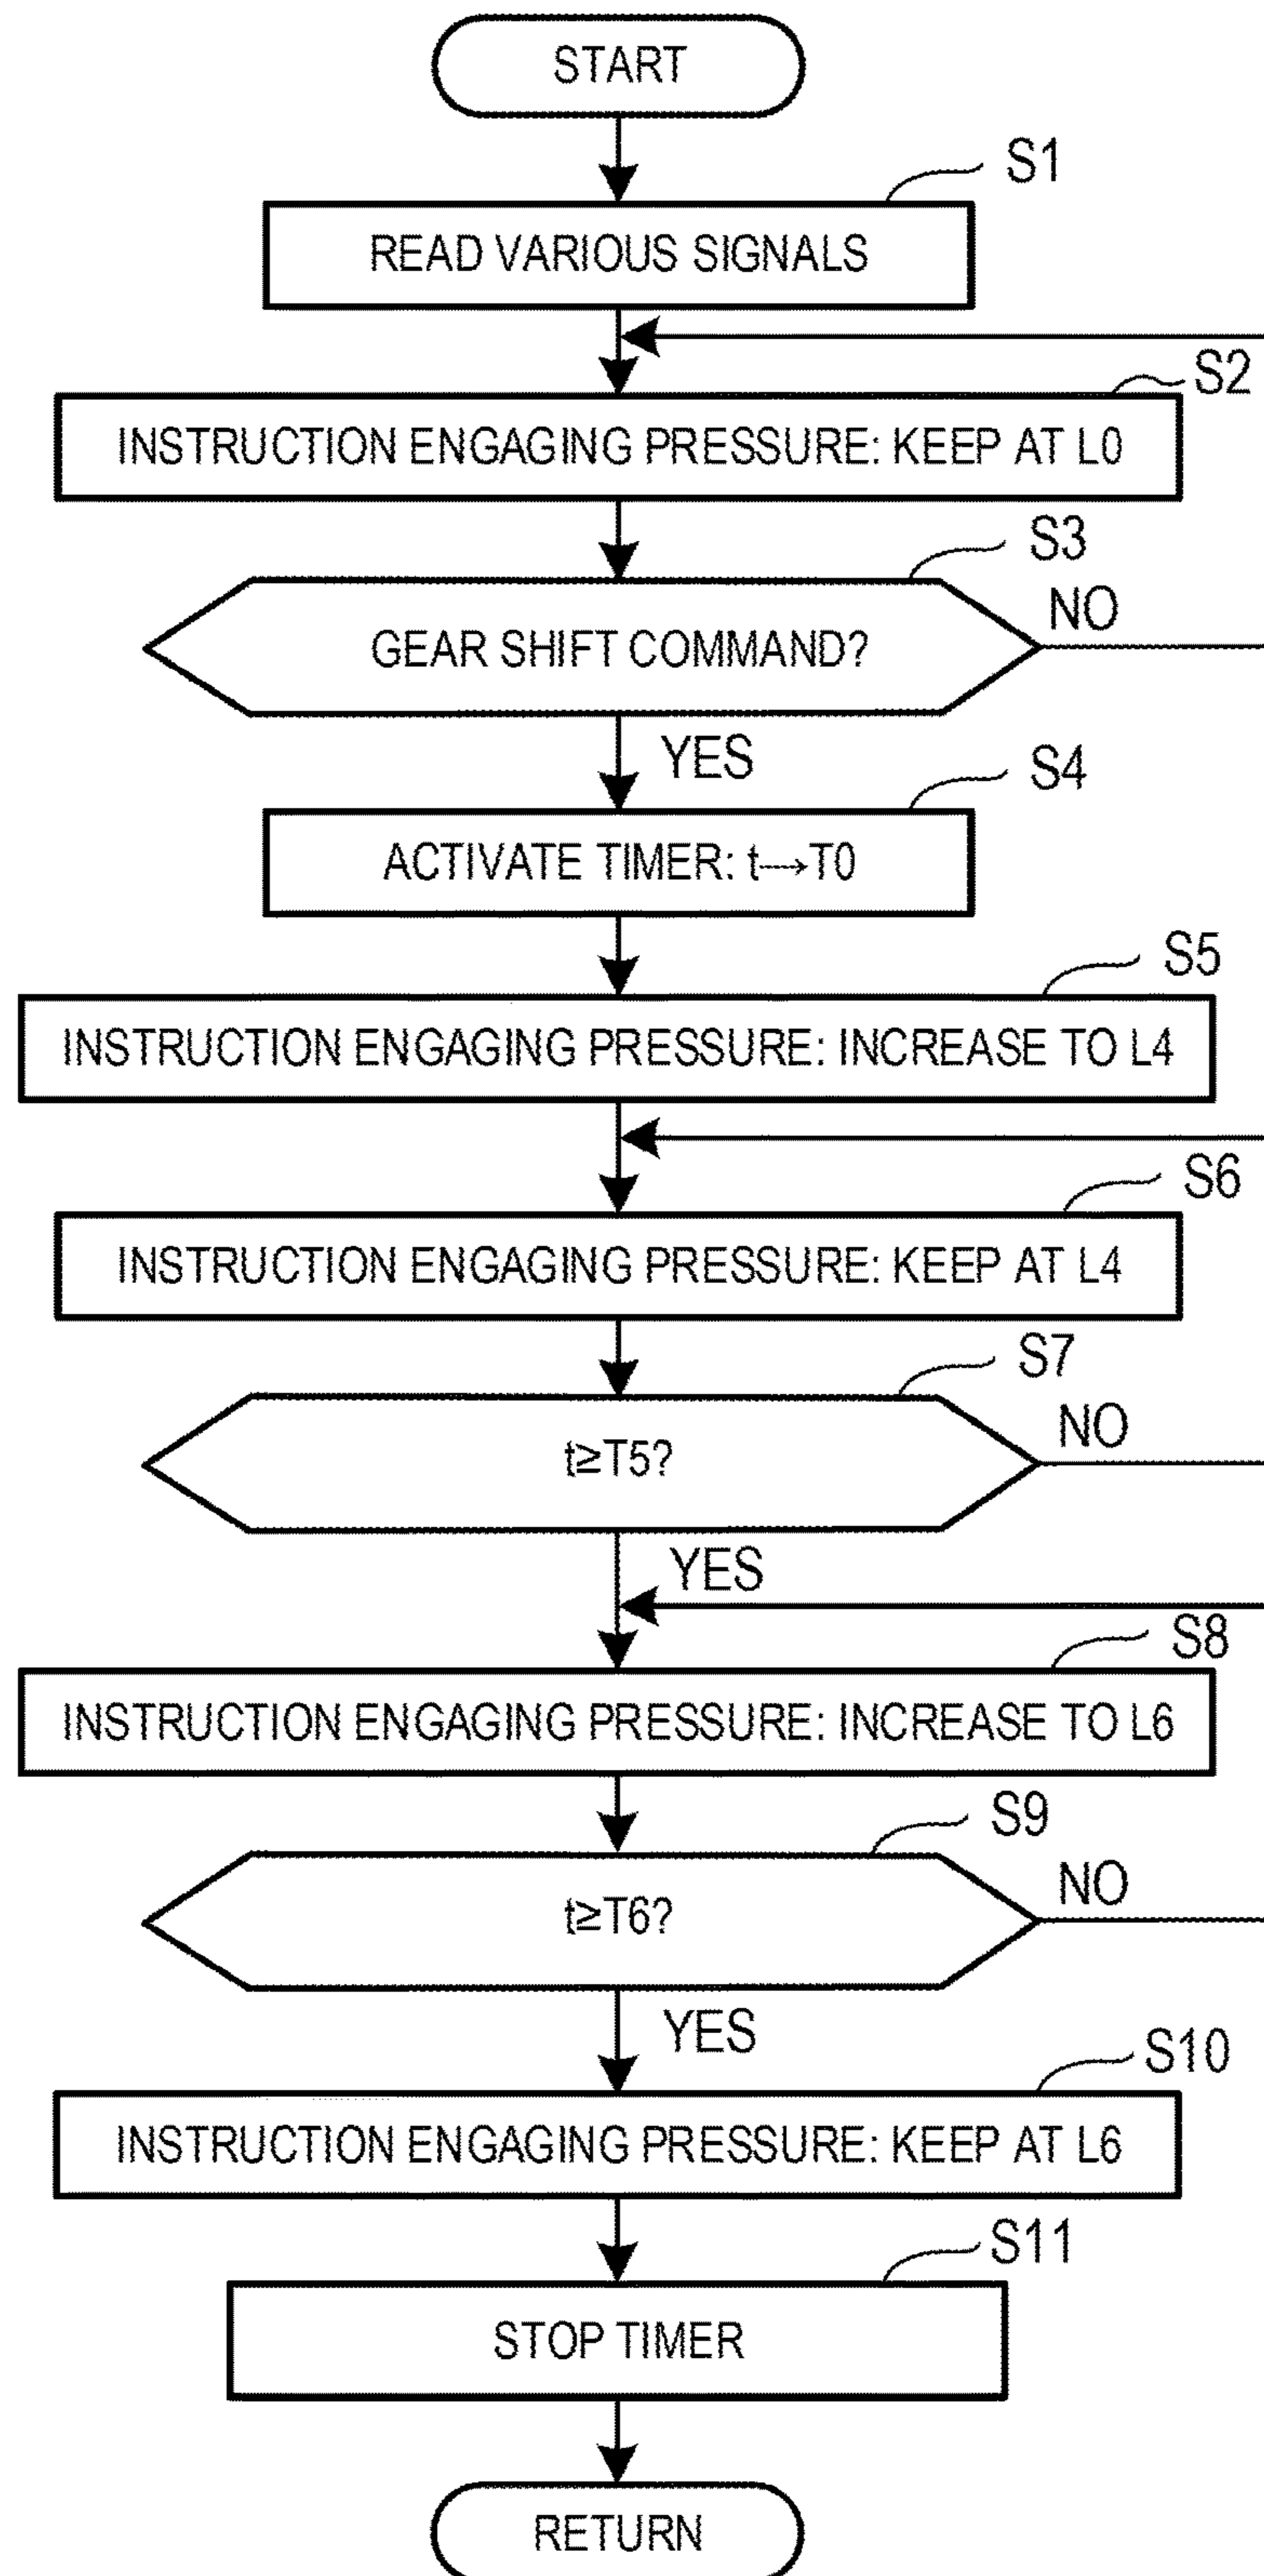 START
S1
READ VARIOUS SIGNALS
S2
INSTRUCTION ENGAGING PRESSURE: KEEP AT L0
S3
GEAR SHIFT COMMAND?
NO
YES
S4
ACTIVATE TIMER: t→T0
S5
INSTRUCTION ENGAGING PRESSURE: INCREASE TO L4
S6
INSTRUCTION ENGAGING PRESSURE: KEEP AT L4
S7
t≥T5?
NO
YES
S8
INSTRUCTION ENGAGING PRESSURE: INCREASE TO L6
S9
t≥T6?
NO
YES
S10
INSTRUCTION ENGAGING PRESSURE: KEEP AT L6
S11
STOP TIMER
RETURN